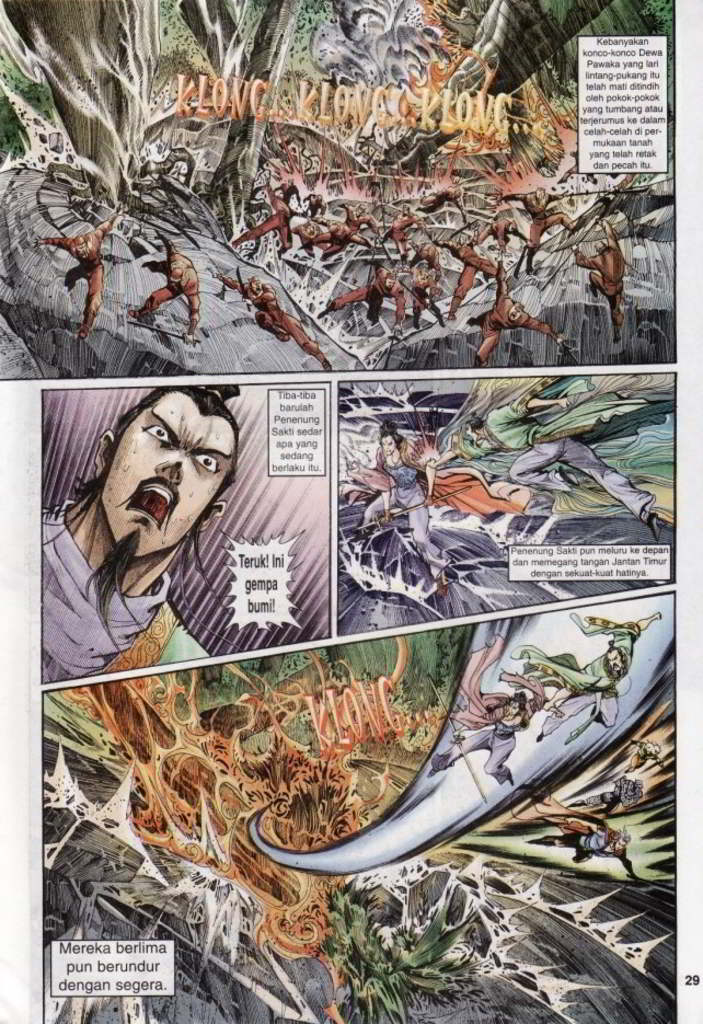 Kebanyakan
konco-konco Dewa
Pawaka yang lari
lintang-pukang itu
telah mati ditindih
oleh pokok-pokok
yang tumbang atau
terjerumus ke dalam
celah-celah di per-
mukaan tanah
yang telah retak
dan pecah itu.
KLONG... KLONG... KLONG...
Tiba-tiba
barulah
Penenung
Sakti sedar
apa yang
sedang
berlaku itu.
Teruk! Ini
gempa
bumi!
Penenung Sakti pun meluru ke depan
dan memegang tangan Jantan Timur
dengan sekuat-kuat hatinya.
KLONG...
Mereka berlima
pun berundur
dengan segera.
29